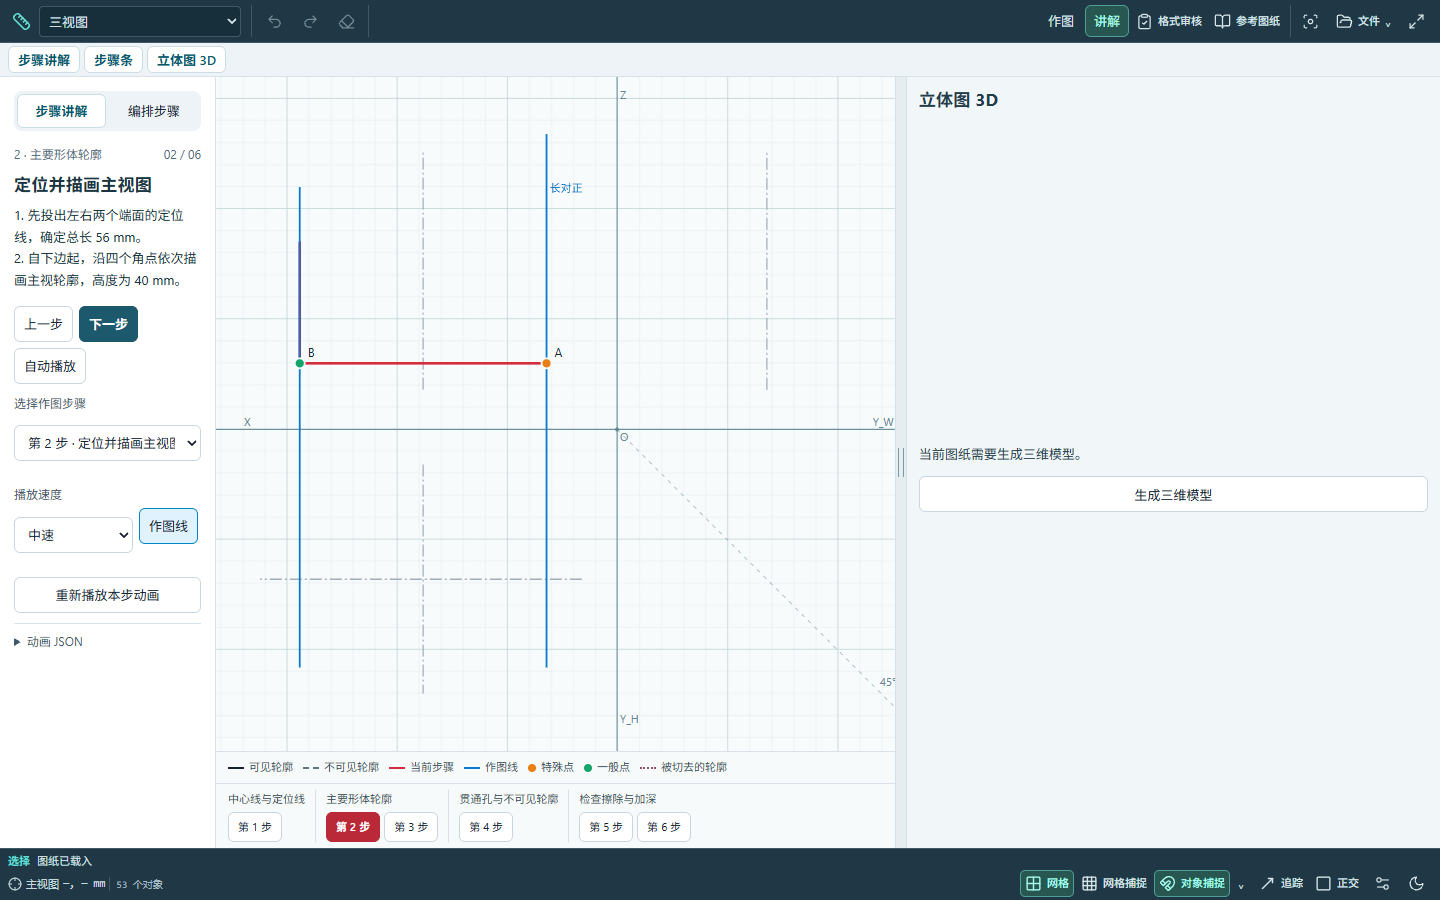 三视图
作图
讲解
格式审核
参考图纸
文件
步骤讲解
步骤条
立体图 3D
步骤讲解
编排步骤
2 · 主要形体轮廓
02 / 06
定位并描画主视图
1. 先投出左右两个端面的定位
线，确定总长 56 mm。
2. 自下边起，沿四个角点依次描
画主视轮廓，高度为 40 mm。
上一步
下一步
自动播放
选择作图步骤
第 2 步 · 定位并描画主视图
播放速度
中速
作图线
重新播放本步动画
动画 JSON
Z
长对正
B
A
X
Y_W
O
45°
Y_H
可见轮廓
不可见轮廓
当前步骤
作图线
特殊点
一般点
被切去的轮廓
中心线与定位线
主要形体轮廓
贯通孔与不可见轮廓
检查擦除与加深
第 1 步
第 2 步
第 3 步
第 4 步
第 5 步
第 6 步
立体图 3D
当前图纸需要生成三维模型。
生成三维模型
选择 图纸已载入
主视图 —, — mm
53 个对象
网格
网格捕捉
对象捕捉
追踪
正交